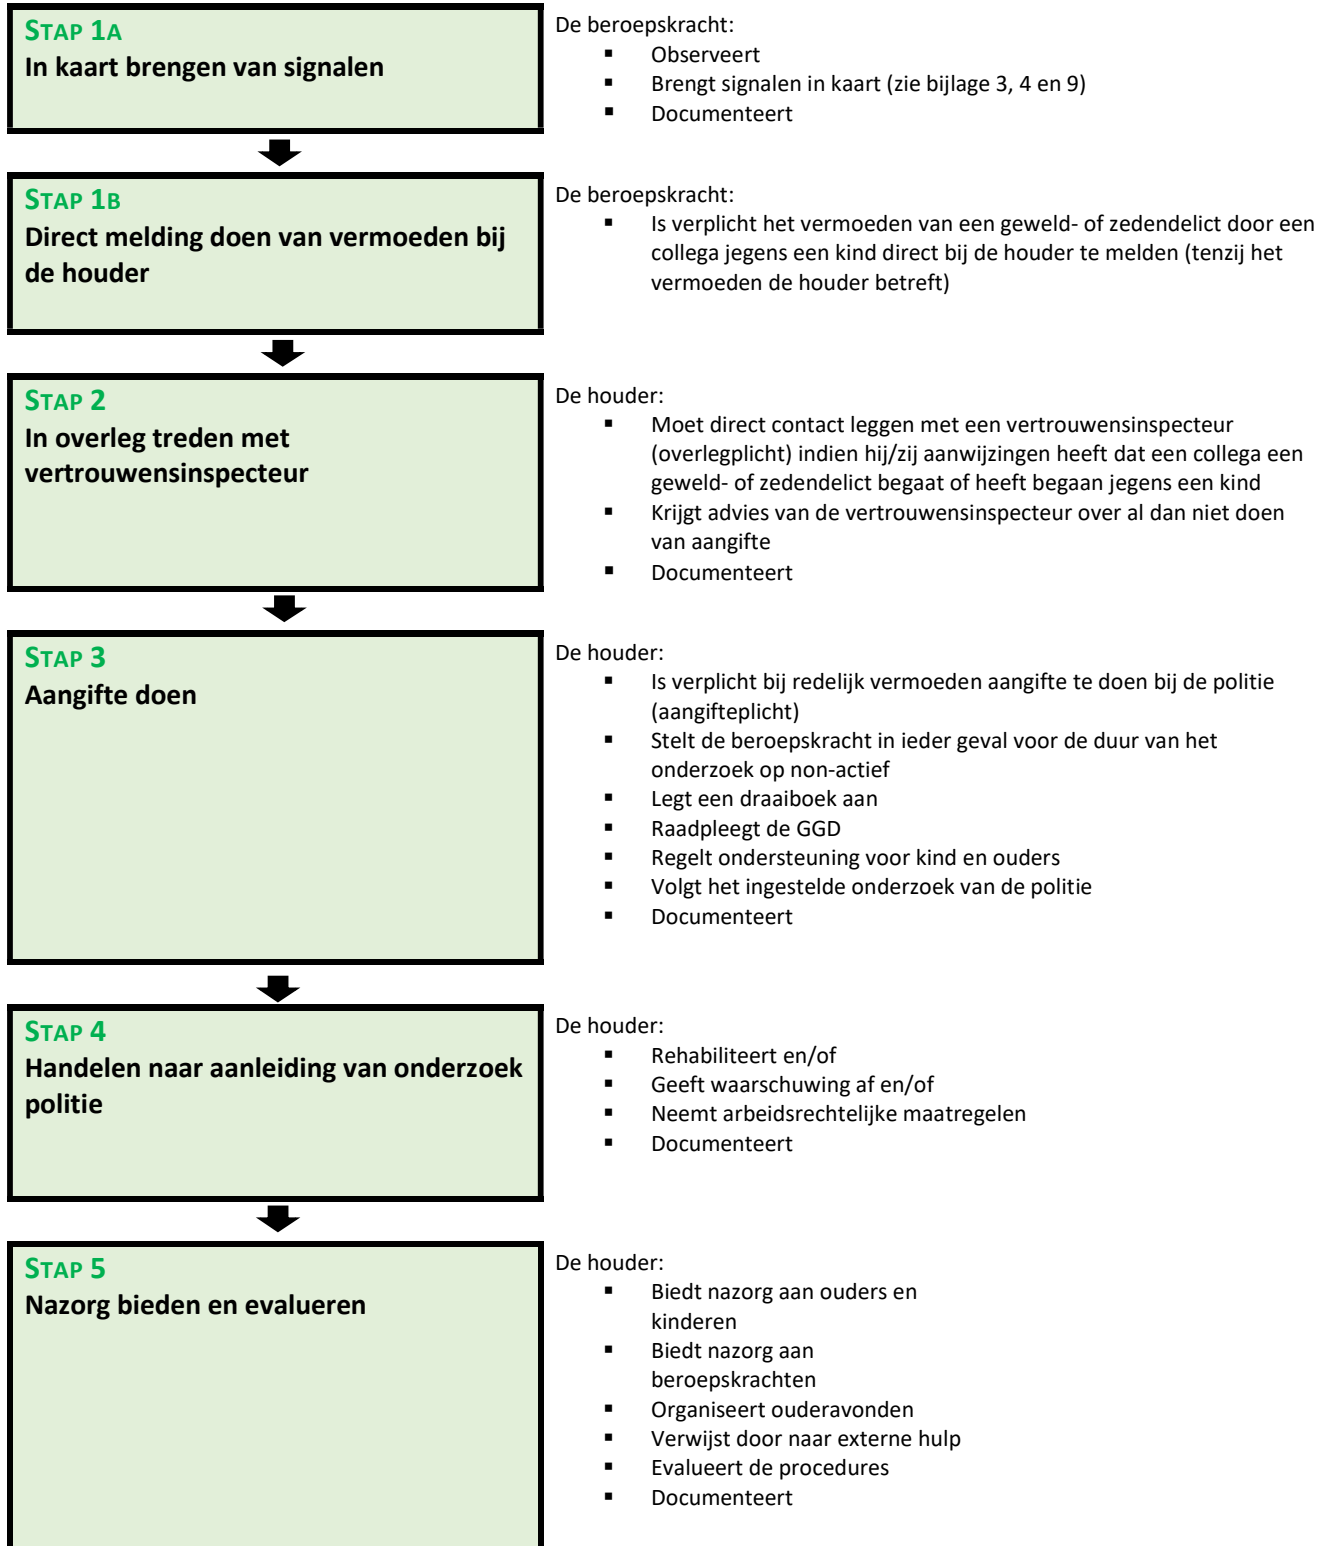 STAP 1A
In kaart brengen van signalen
De beroepskracht:
▪ Observeert
▪ Brengt signalen in kaart (zie bijlage 3, 4 en 9)
▪ Documenteert
STAP 1B
Direct melding doen van vermoeden bij
de houder
De beroepskracht:
▪ Is verplicht het vermoeden van een geweld- of zedendelict door een
collega jegens een kind direct bij de houder te melden (tenzij het
vermoeden de houder betreft)
STAP 2
In overleg treden met
vertrouwensinspecteur
De houder:
▪ Moet direct contact leggen met een vertrouwensinspecteur
(overlegplicht) indien hij/zij aanwijzingen heeft dat een collega een
geweld- of zedendelict begaat of heeft begaan jegens een kind
▪ Krijgt advies van de vertrouwensinspecteur over al dan niet doen
van aangifte
▪ Documenteert
STAP 3
Aangifte doen
De houder:
▪ Is verplicht bij redelijk vermoeden aangifte te doen bij de politie
(aangifteplicht)
▪ Stelt de beroepskracht in ieder geval voor de duur van het
onderzoek op non-actief
▪ Legt een draaiboek aan
▪ Raadpleegt de GGD
▪ Regelt ondersteuning voor kind en ouders
▪ Volgt het ingestelde onderzoek van de politie
▪ Documenteert
STAP 4
Handelen naar aanleiding van onderzoek
politie
De houder:
▪ Rehabiliteert en/of
▪ Geeft waarschuwing af en/of
▪ Neemt arbeidsrechtelijke maatregelen
▪ Documenteert
STAP 5
Nazorg bieden en evalueren
De houder:
▪ Biedt nazorg aan ouders en
kinderen
▪ Biedt nazorg aan
beroepskrachten
▪ Organiseert ouderavonden
▪ Verwijst door naar externe hulp
▪ Evalueert de procedures
▪ Documenteert